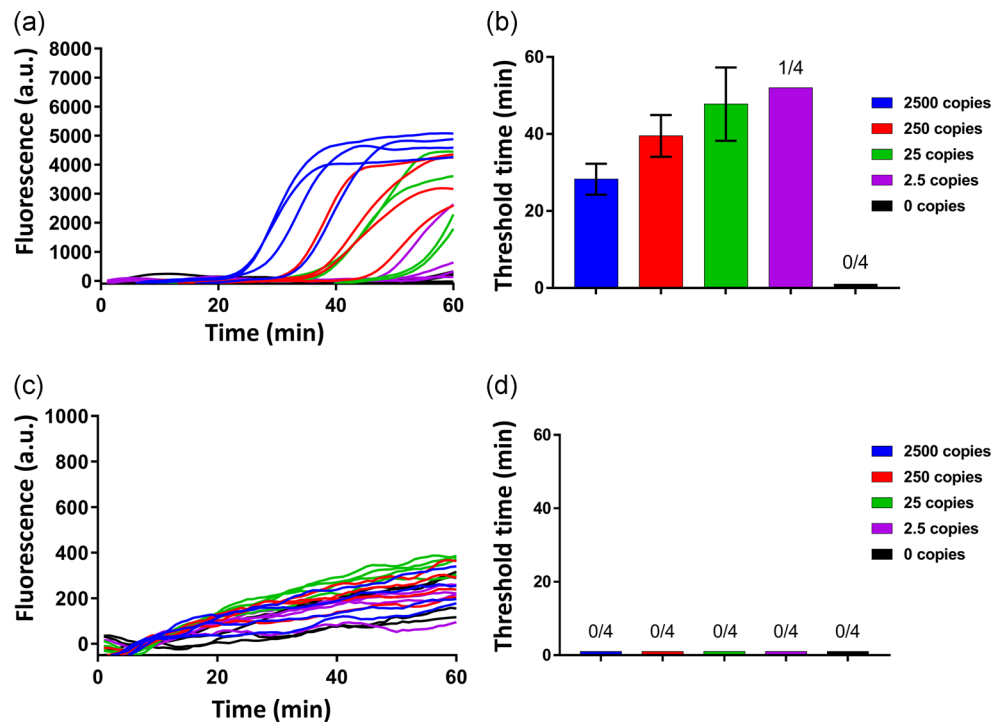 (a)
8000
7000
6000
5000
4000
3000
2000
1000
0
Fluorescence (a.u.)
0
20
40
60
Time (min)
(b)
60
40
20
0
Threshold time (min)
1/4
0/4
2500 copies
250 copies
25 copies
2.5 copies
0 copies
(c)
1000
800
600
400
200
0
Fluorescence (a.u.)
0
20
40
60
Time (min)
(d)
60
40
20
0
Threshold time (min)
0/4
0/4
0/4
0/4
0/4
2500 copies
250 copies
25 copies
2.5 copies
0 copies